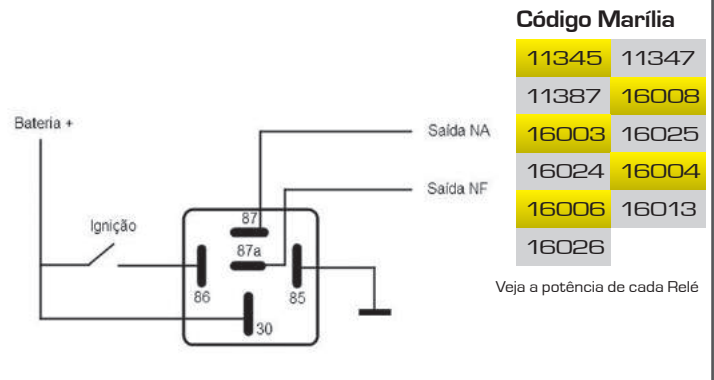 Código Marília
11345 11347
11387 16008
16003 16025
16024 16004
16006 16013
16026
Veja a potência de cada Relé
Bateria +
Saída NA
Saída NF
Ignição
87
87a
86
85
30